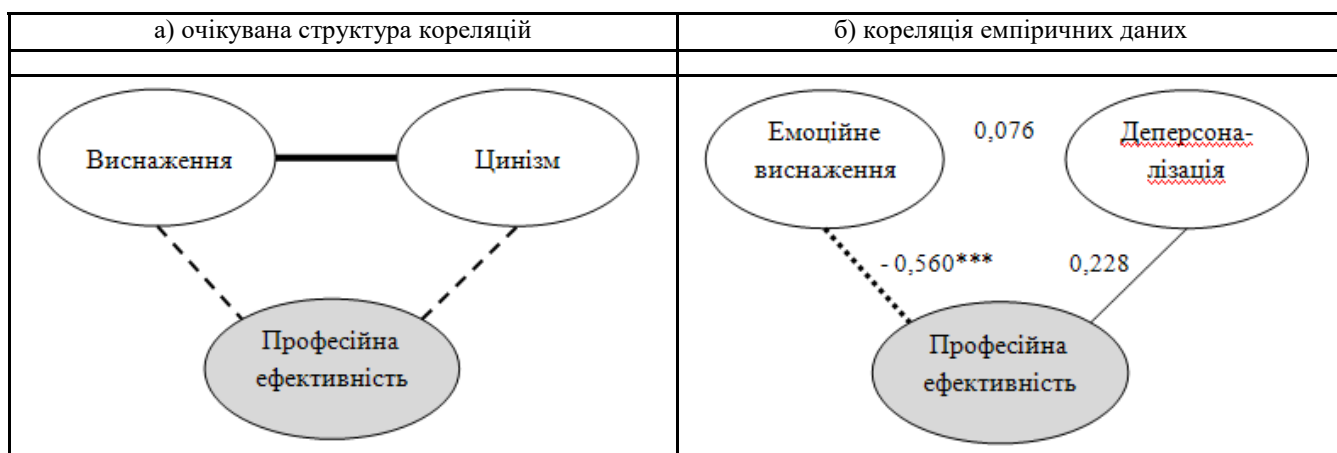 а) очікувана структура кореляцій
б) кореляція емпіричних даних
Виснаження
Цинізм
Професійна
ефективність
Емоційне
виснаження
0,076
Деперсона-
лізація
- 0,560***
0,228
Професійна
ефективність